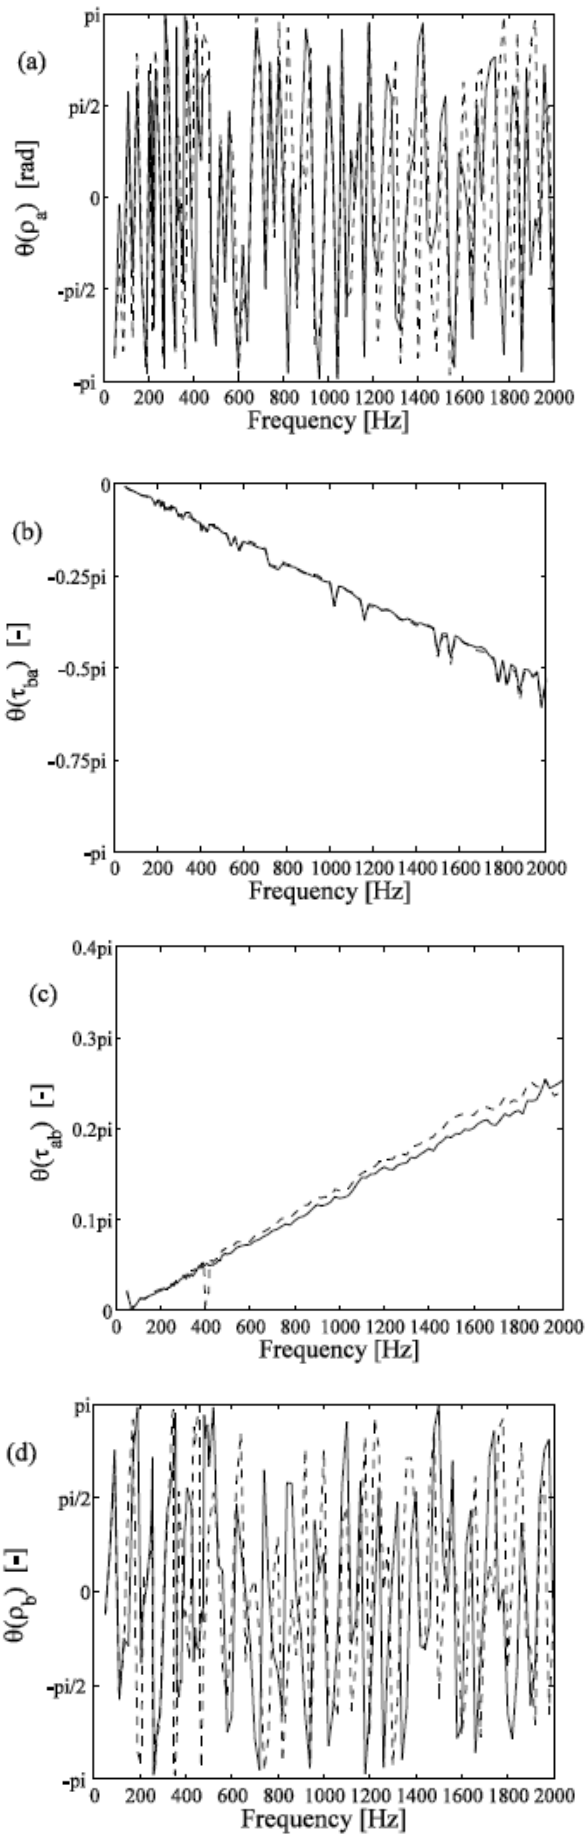 (a)
θ(ρa) [rad]
pi
pi/2
0
-pi/2
-pi
0 200 400 600 800 1000 1200 1400 1600 1800 2000
Frequency [Hz]
(b)
θ(τba) [-]
0
-0.25pi
-0.5pi
-0.75pi
-pi
0 200 400 600 800 1000 1200 1400 1600 1800 2000
Frequency [Hz]
(c)
θ(τab) [-]
0.4pi
0.3pi
0.2pi
0.1pi
0
0 200 400 600 800 1000 1200 1400 1600 1800 2000
Frequency [Hz]
(d)
θ(ρb) [-]
pi
pi/2
0
-pi/2
-pi
0 200 400 600 800 1000 1200 1400 1600 1800 2000
Frequency [Hz]